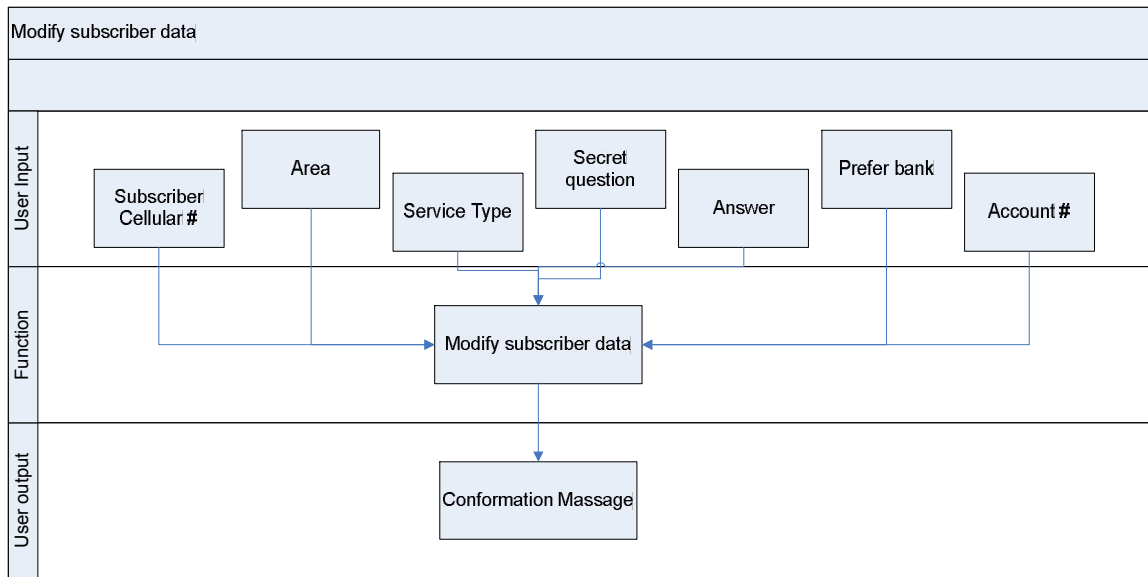 Modify subscriber data
User Input
Subscriber
Cellular #
Area
Service Type
Secret
question
Answer
Prefer bank
Account #
Function
Modify subscriber data
User output
Conformation Massage